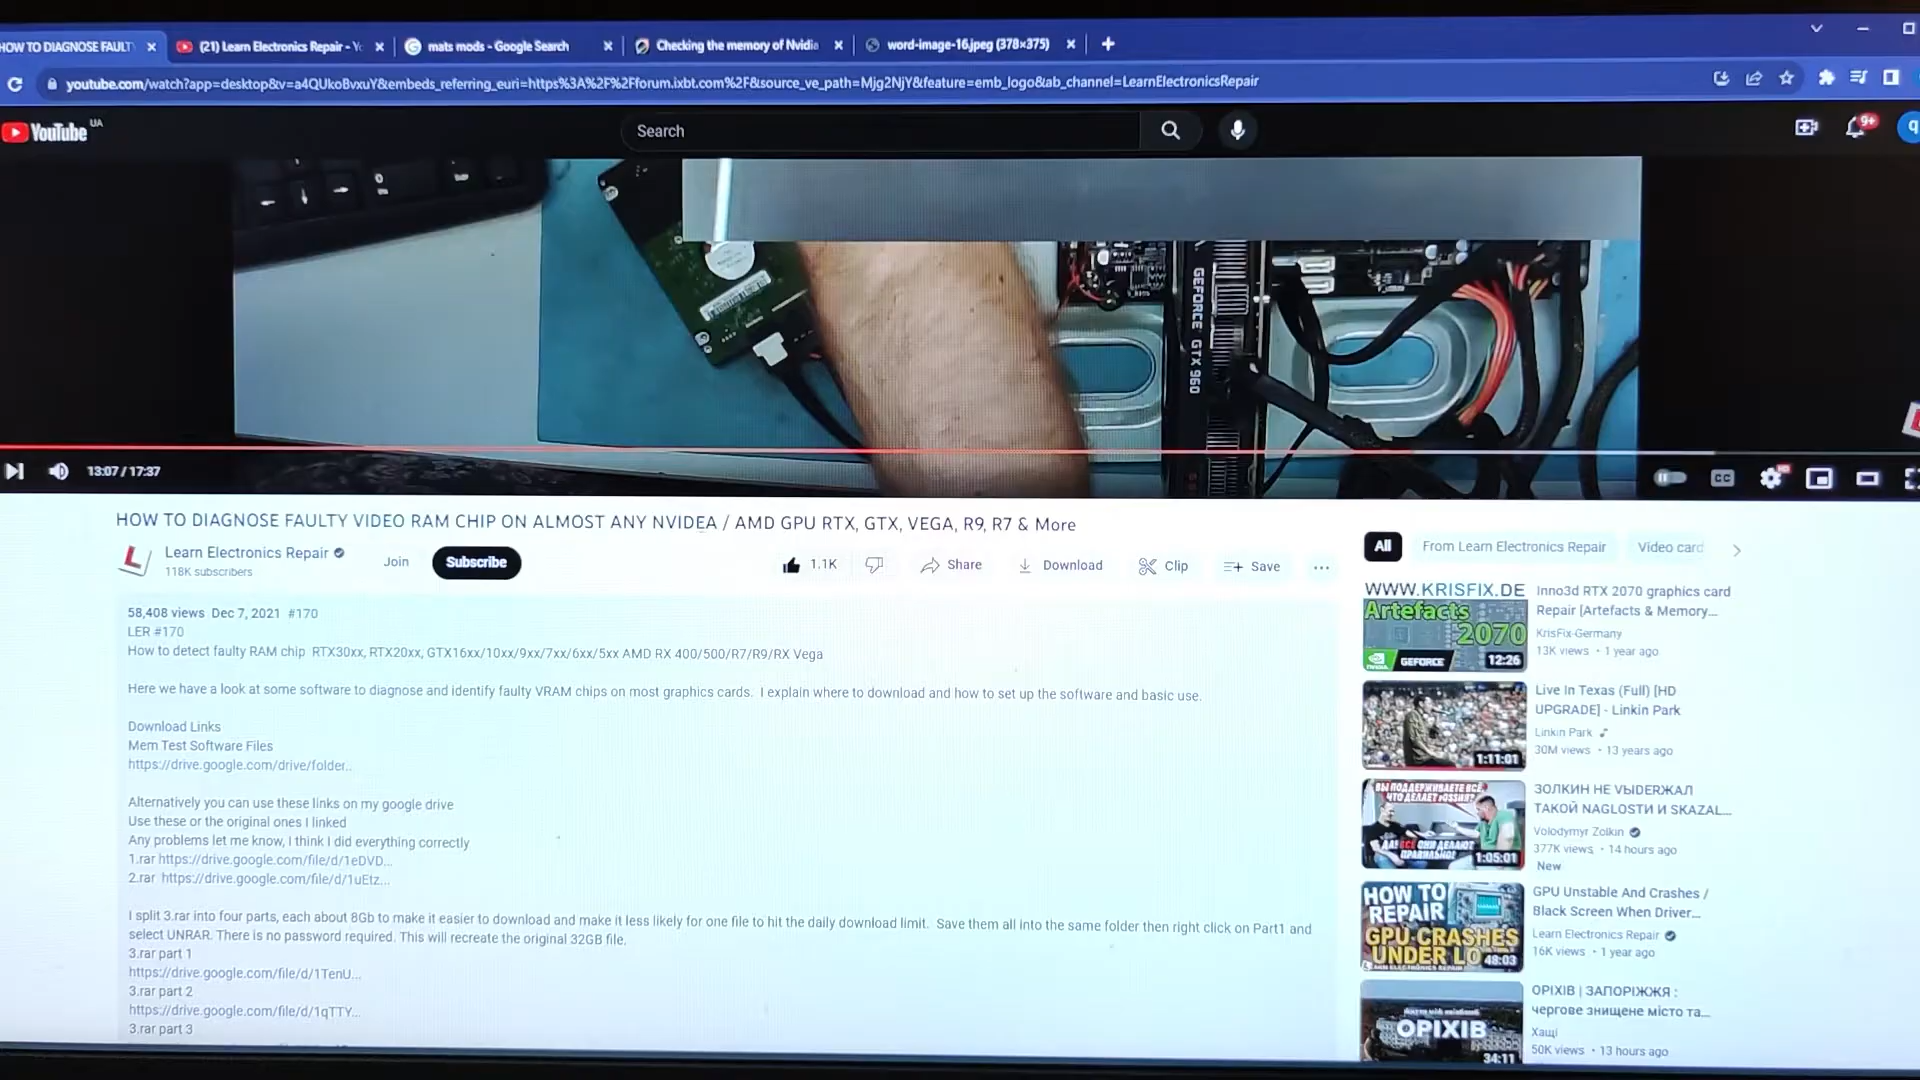 HOW TO DIAGNOSE FAULT
(21) Learn Electronics Repair - Yo
mats mods - Google Search
Checking the memory of Nvidia
word-image-16.jpeg (378×375)
youtube.com/watch?app=desktop&v=a4QUkoBvxuY&embeds_referring_euri=https%3A%2F%2Fforum.ixbt.com%2F&source_ve_path=Mjg2NjY&feature=emb_logo&ab_channel=LearnElectronicsRepair
YouTube UA
Search
9+
q
GEFORCE GTX 960
13:07 / 17:37
CC
HD
HOW TO DIAGNOSE FAULTY VIDEO RAM CHIP ON ALMOST ANY NVIDEA / AMD GPU RTX, GTX, VEGA, R9, R7 & More
Learn Electronics Repair
118K subscribers
Join
Subscribe
1.1K
Share
Download
Clip
Save
58,408 views Dec 7, 2021 #170
LER #170
How to detect faulty RAM chip RTX30xx, RTX20xx, GTX16xx/10xx/9xx/7xx/6xx/5xx AMD RX 400/500/R7/R9/RX Vega
Here we have a look at some software to diagnose and identify faulty VRAM chips on most graphics cards. I explain where to download and how to set up the software and basic use.
Download Links
Mem Test Software Files
https://drive.google.com/drive/folder...
Alternatively you can use these links on my google drive
Use these or the original ones I linked
Any problems let me know, I think I did everything correctly
1.rar https://drive.google.com/file/d/1eDVD...
2.rar https://drive.google.com/file/d/1uEtz...
I split 3.rar into four parts, each about 8Gb to make it easier to download and make it less likely for one file to hit the daily download limit. Save them all into the same folder then right click on Part1 and
select UNRAR. There is no password required. This will recreate the original 32GB file.
3.rar part 1
https://drive.google.com/file/d/1TenU...
3.rar part 2
https://drive.google.com/file/d/1qTTY...
3.rar part 3
All
From Learn Electronics Repair
Video card
WWW.KRISFIX.DE
Artefacts
2070
GEFORCE
12:26
Inno3d RTX 2070 graphics card
Repair [Artefacts & Memory...
KrisFix-Germany
13K views • 1 year ago
1:11:01
Live In Texas (Full) [HD
UPGRADE] - Linkin Park
Linkin Park
30M views • 13 years ago
ВЫ ПОДДЕРЖИВАЕТЕ ВСЁ,
ЧТО ДЕЛАЕТ РОSSИЯ?
ДА! ВСЁ ОНИ ДЕЛАЮТ
ПРАВИЛЬНО!
1:05:01
ЗОЛКИН НЕ VЫDERЖАЛ
ТАКОЙ NAGLOSTИ И SKAZAL...
Volodymyr Zolkin
377K views • 14 hours ago
New
HOW TO
REPAIR
GPU CRASHES
UNDER LO
48:03
GPU Unstable And Crashes /
Black Screen When Driver...
Learn Electronics Repair
16K views • 1 year ago
ОРІХІВ
34:11
ОРІХІВ | ЗАПОРІЖЖЯ :
чергове знищене місто та...
Хащі
50K views • 13 hours ago